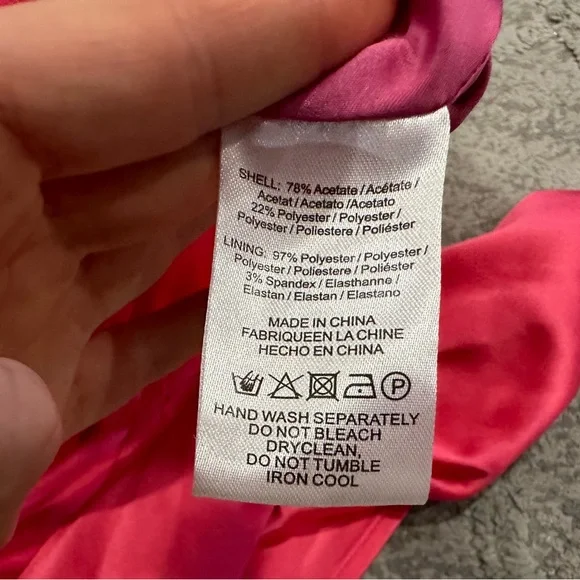 SHELL: 78% Acetate / Acétate /
Acetat / Acetato /Acetato
22% Polyester / Polyester /
Polyester / Poliestere / Poliéster
LINING: 97% Polyester / Polyester /
Polyester / Poliestere / Poliéster
3% Spandex / Elasthanne /
Elastan / Elastan / Elastano
MADE IN CHINA
FABRIQUEEN LA CHINE
HECHO EN CHINA
P
HAND WASH SEPARATELY
DO NOT BLEACH
DRYCLEAN,
DO NOT TUMBLE
IRON COOL